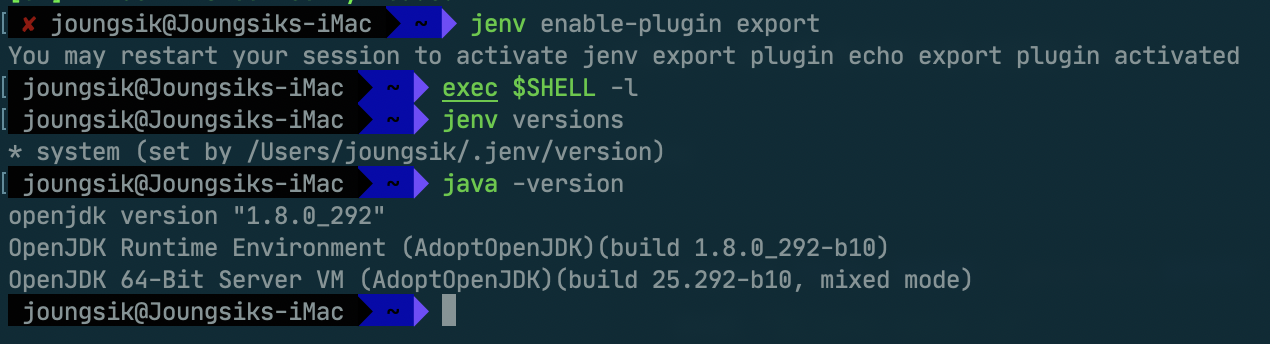 ✘ joungsik@Joungsiks-iMac ~ jenv enable-plugin export
You may restart your session to activate jenv export plugin echo export plugin activated
[ joungsik@Joungsiks-iMac ~ exec $SHELL -l
[ joungsik@Joungsiks-iMac ~ jenv versions
* system (set by /Users/joungsik/.jenv/version)
[ joungsik@Joungsiks-iMac ~ java -version
openjdk version "1.8.0_292"
OpenJDK Runtime Environment (AdoptOpenJDK)(build 1.8.0_292-b10)
OpenJDK 64-Bit Server VM (AdoptOpenJDK)(build 25.292-b10, mixed mode)
joungsik@Joungsiks-iMac ~